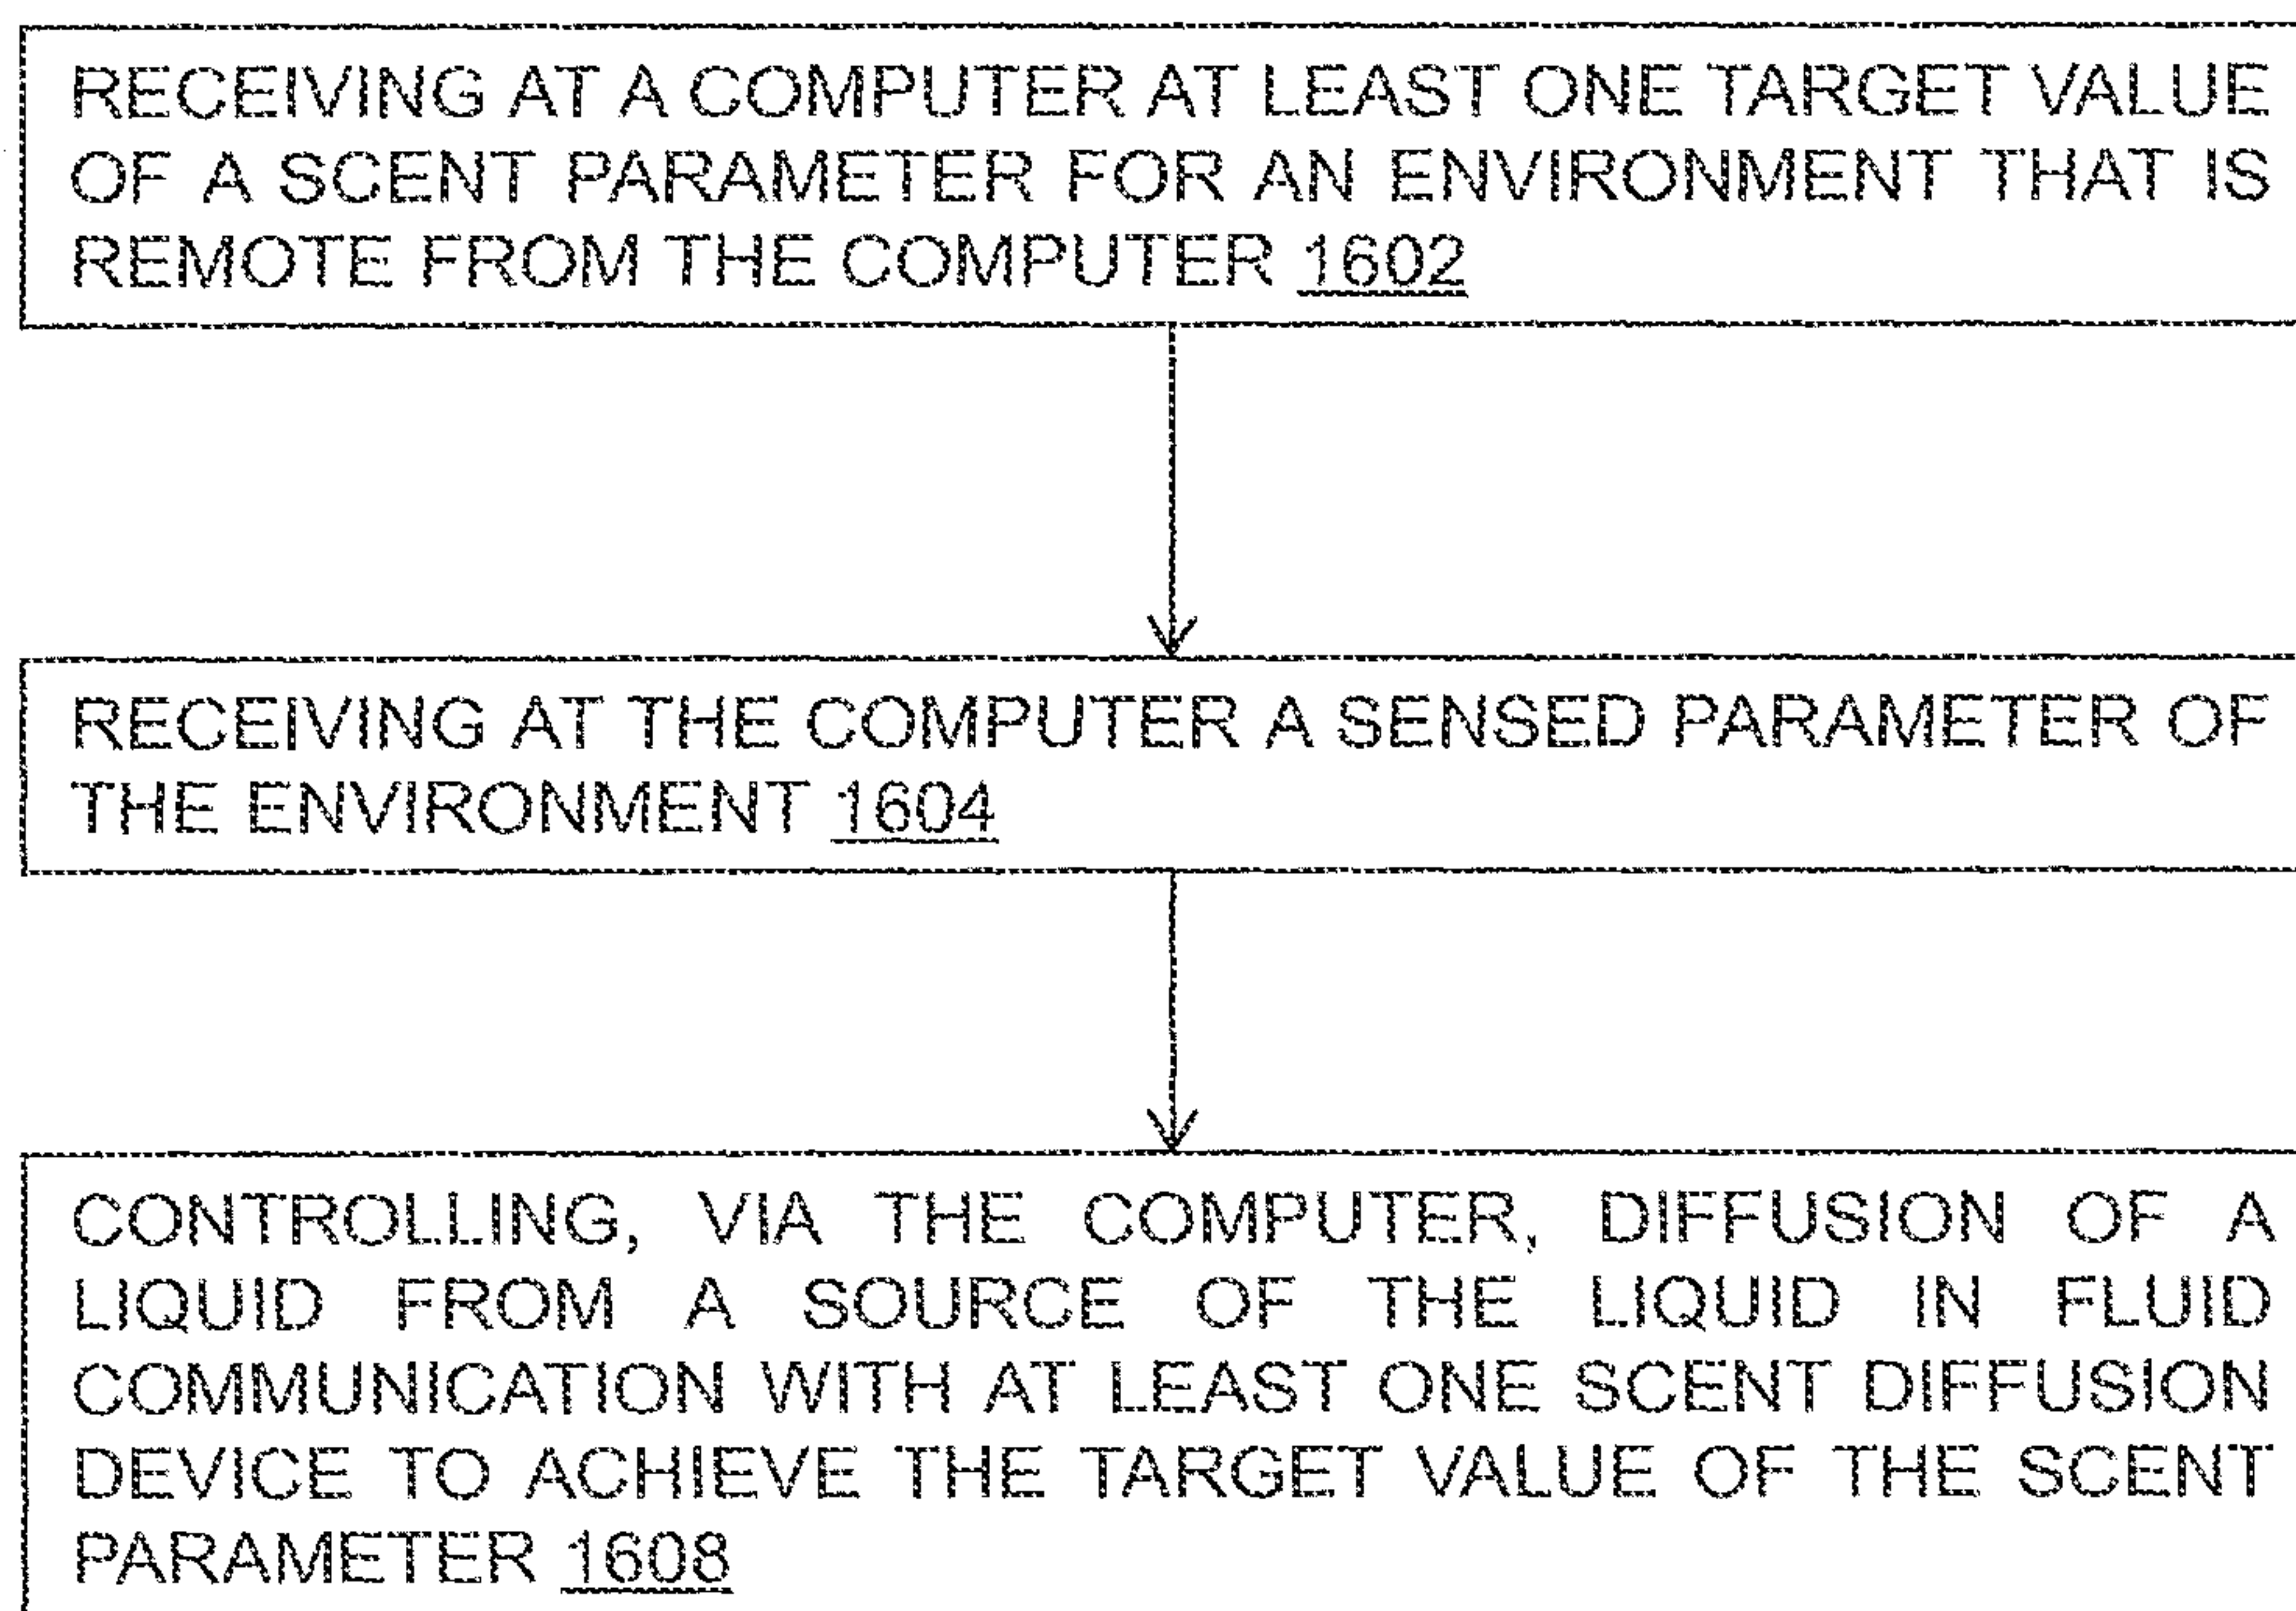 RECEIVING AT A COMPUTER AT LEAST ONE TARGET VALUE
OF A SCENT PARAMETER FOR AN ENVIRONMENT THAT IS
REMOTE FROM THE COMPUTER 1602
RECEIVING AT THE COMPUTER A SENSED PARAMETER OF
THE ENVIRONMENT 1604
CONTROLLING, VIA THE COMPUTER, DIFFUSION OF A
LIQUID FROM A SOURCE OF THE LIQUID IN FLUID
COMMUNICATION WITH AT LEAST ONE SCENT DIFFUSION
DEVICE TO ACHIEVE THE TARGET VALUE OF THE SCENT
PARAMETER 1608